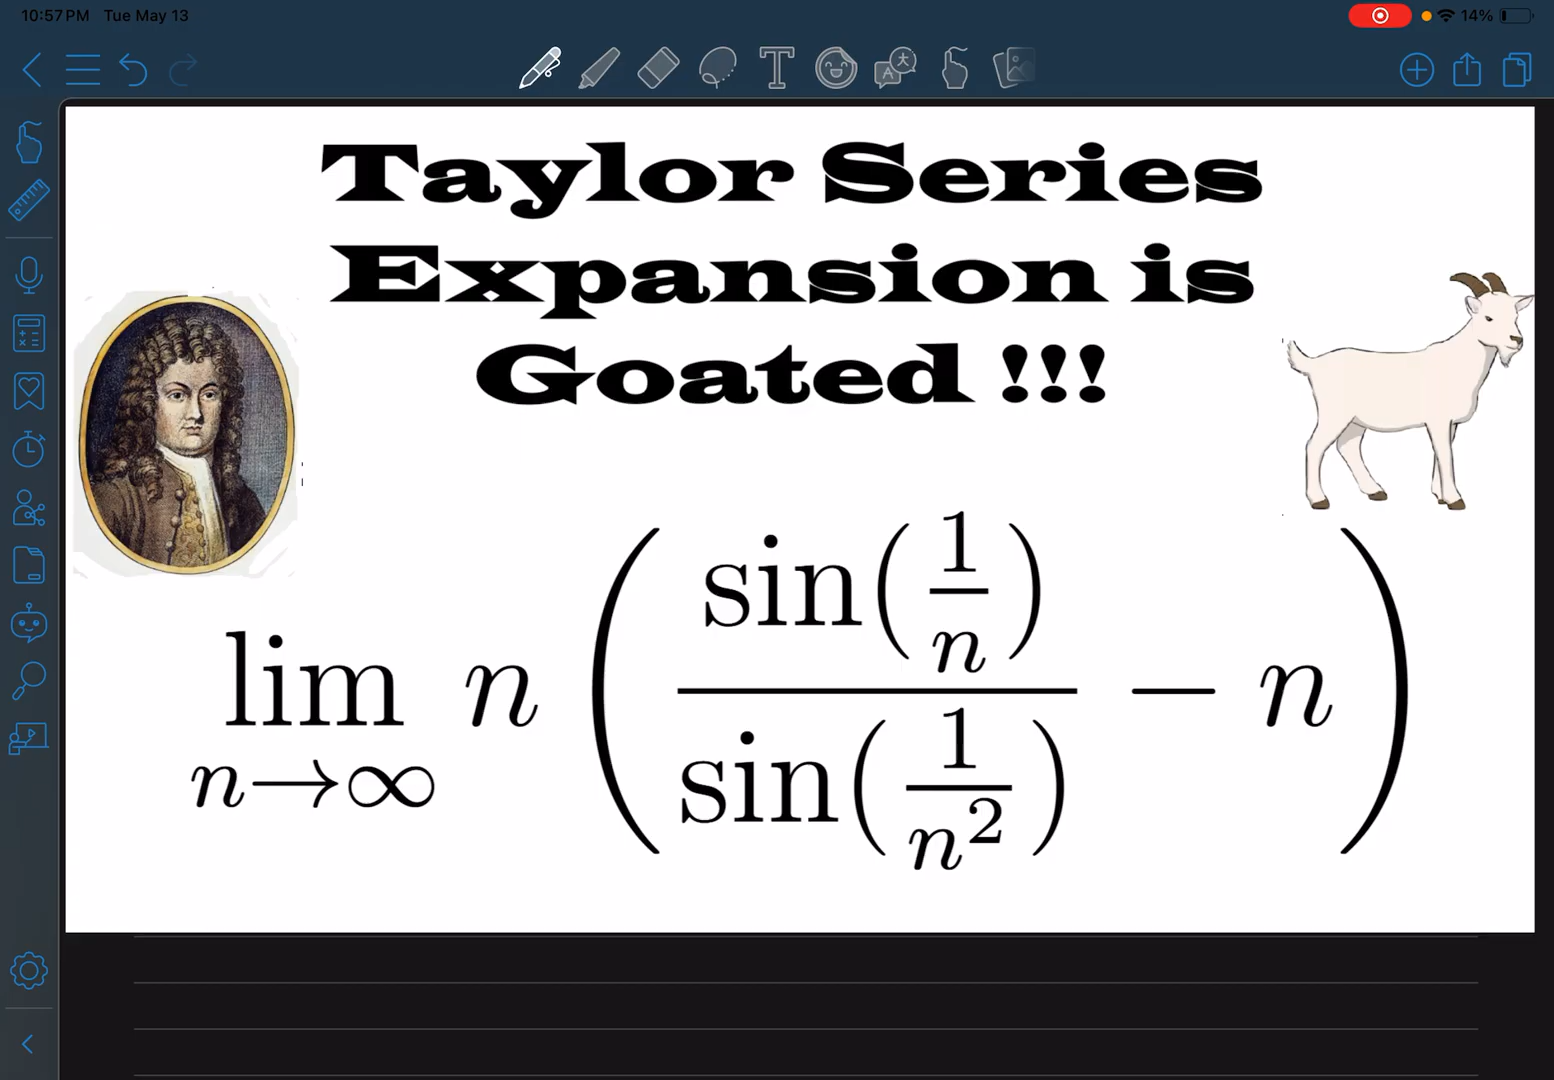 10:57 PM Tue May 13
14%
Taylor Series
Expansion is
Goated !!!
lim n→∞ n ( sin(1/n) / sin(1/n²) − n )